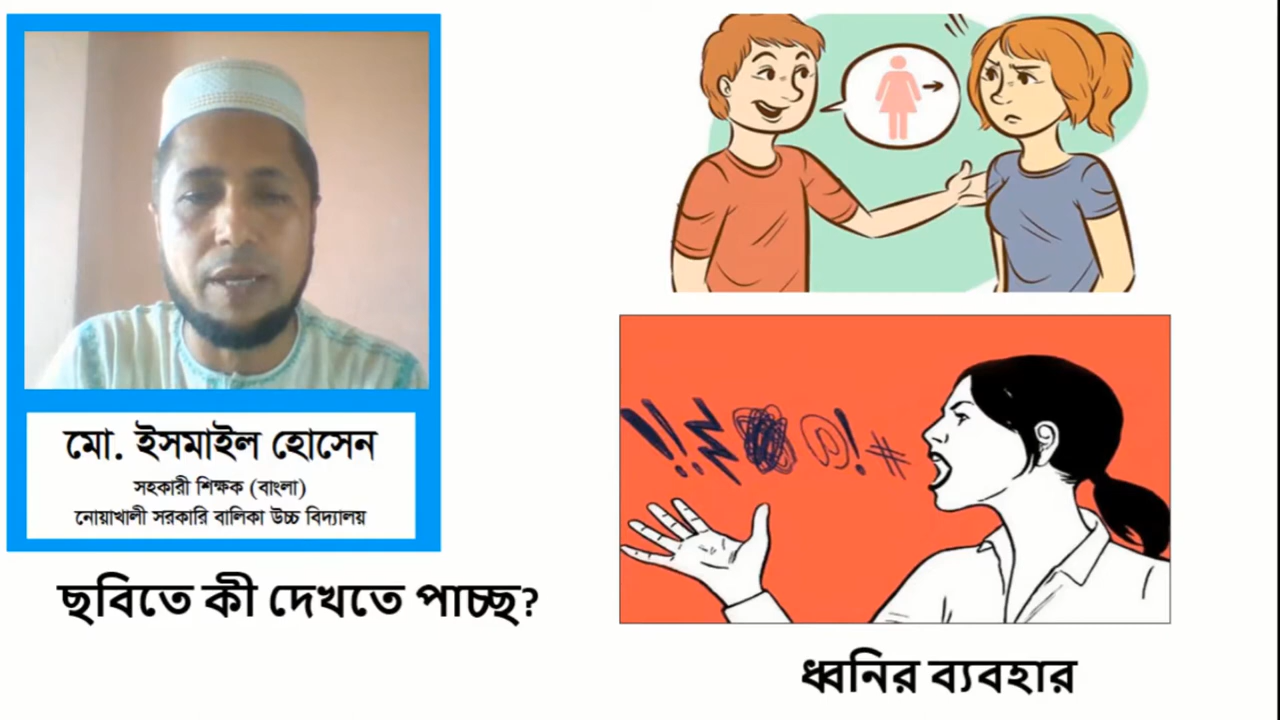 মো. ইসমাইল হোসেন
সহকারী শিক্ষক (বাংলা)
নোয়াখালী সরকারি বালিকা উচ্চ বিদ্যালয়
ছবিতে কী দেখতে পাচ্ছ?
ধ্বনির ব্যবহার